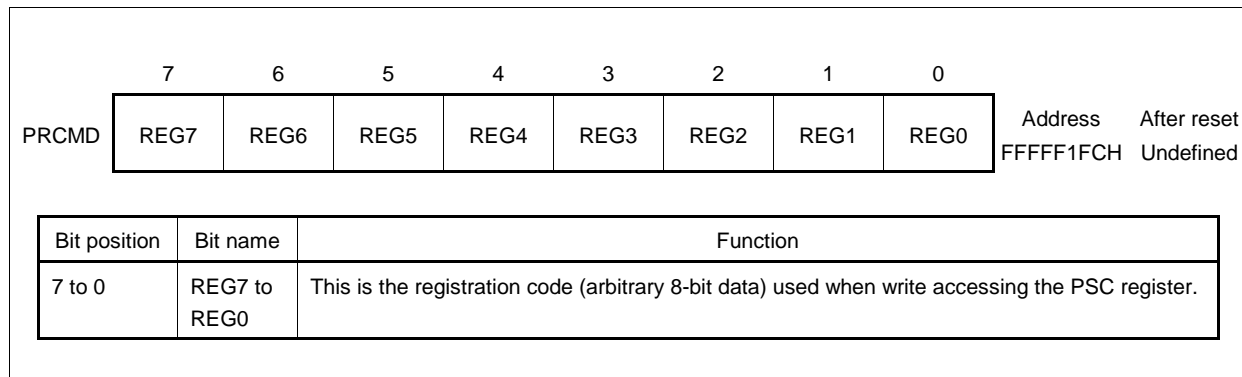 7 6 5 4 3 2 1 0
PRCMD REG7 REG6 REG5 REG4 REG3 REG2 REG1 REG0 Address After reset
FFFFF1FCH Undefined
Bit position Bit name Function
7 to 0 REG7 to This is the registration code (arbitrary 8-bit data) used when write accessing the PSC register.
REG0